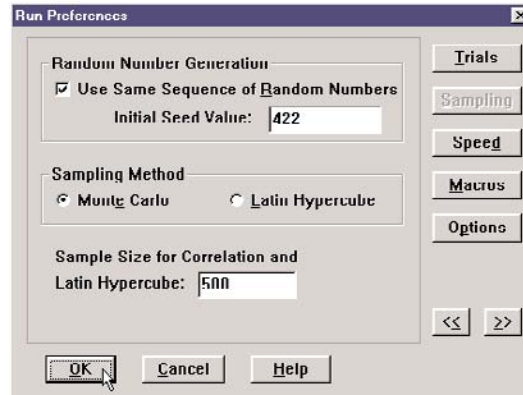 Run Preferences
Random Number Generation
Use Same Sequence of Random Numbers
Initial Seed Value: 422
Sampling Method
Monte Carlo
Latin Hypercube
Sample Size for Correlation and
Latin Hypercube: 500
Trials
Sampling
Speed
Macros
Options
<< >>
OK Cancel Help